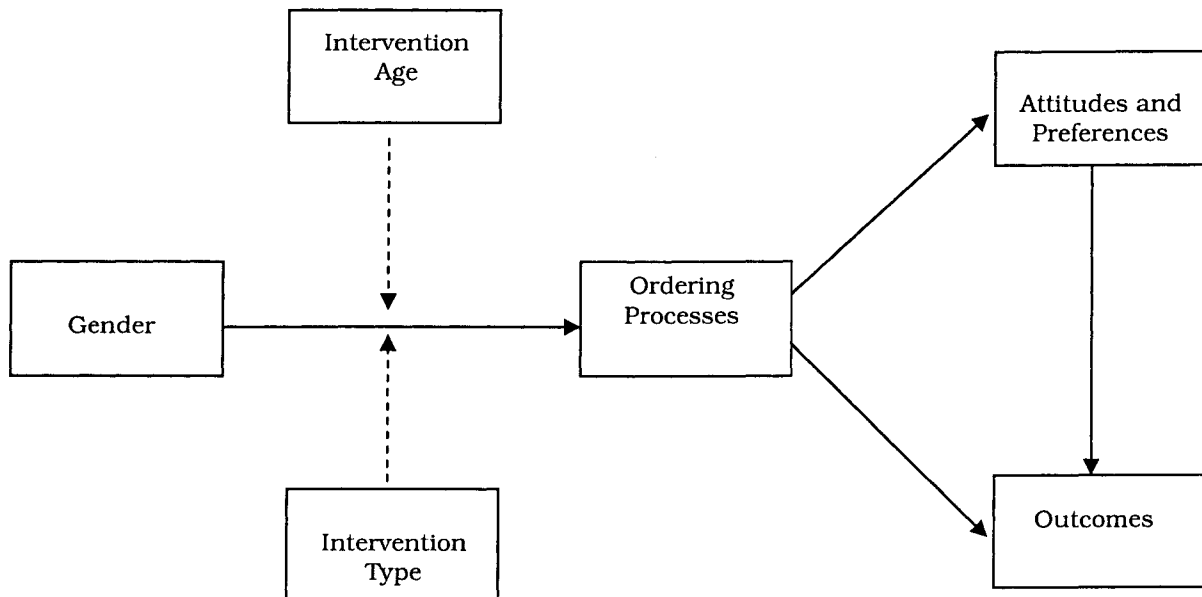 Intervention
Age
Attitudes and
Preferences
Gender
Ordering
Processes
Outcomes
Intervention
Type